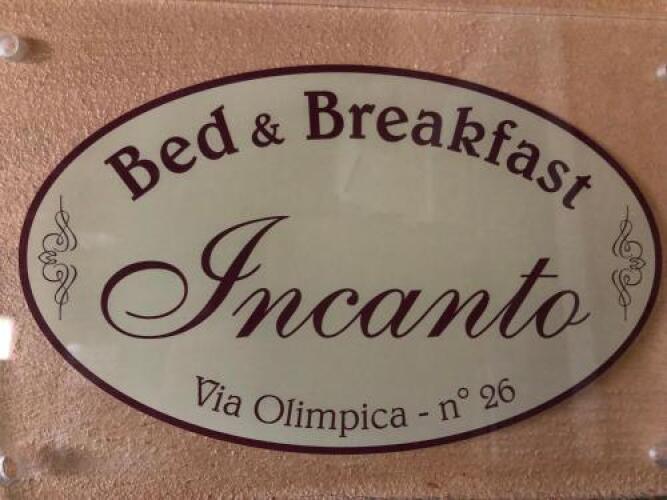 Bed & Breakfast
Incanto
Via Olimpica - n° 26